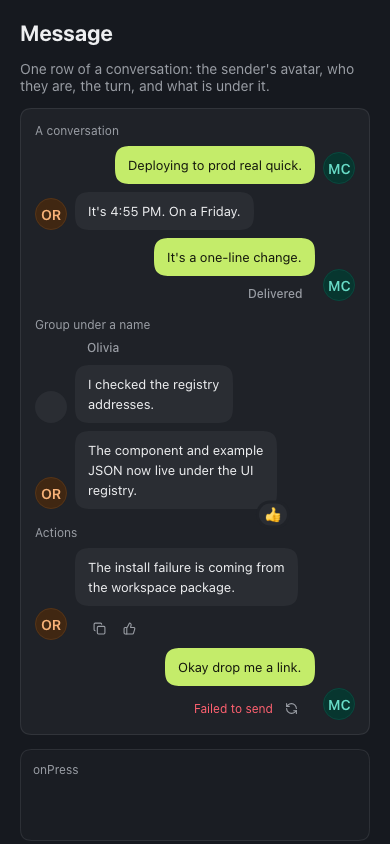 Message
One row of a conversation: the sender's avatar, who
they are, the turn, and what is under it.
A conversation
Deploying to prod real quick.
MC
It's 4:55 PM. On a Friday.
OR
It's a one-line change.
MC
Delivered
Group under a name
Olivia
I checked the registry
addresses.
The component and example
JSON now live under the UI
registry.
OR
👍
Actions
The install failure is coming from
the workspace package.
OR
Okay drop me a link.
MC
Failed to send
onPress